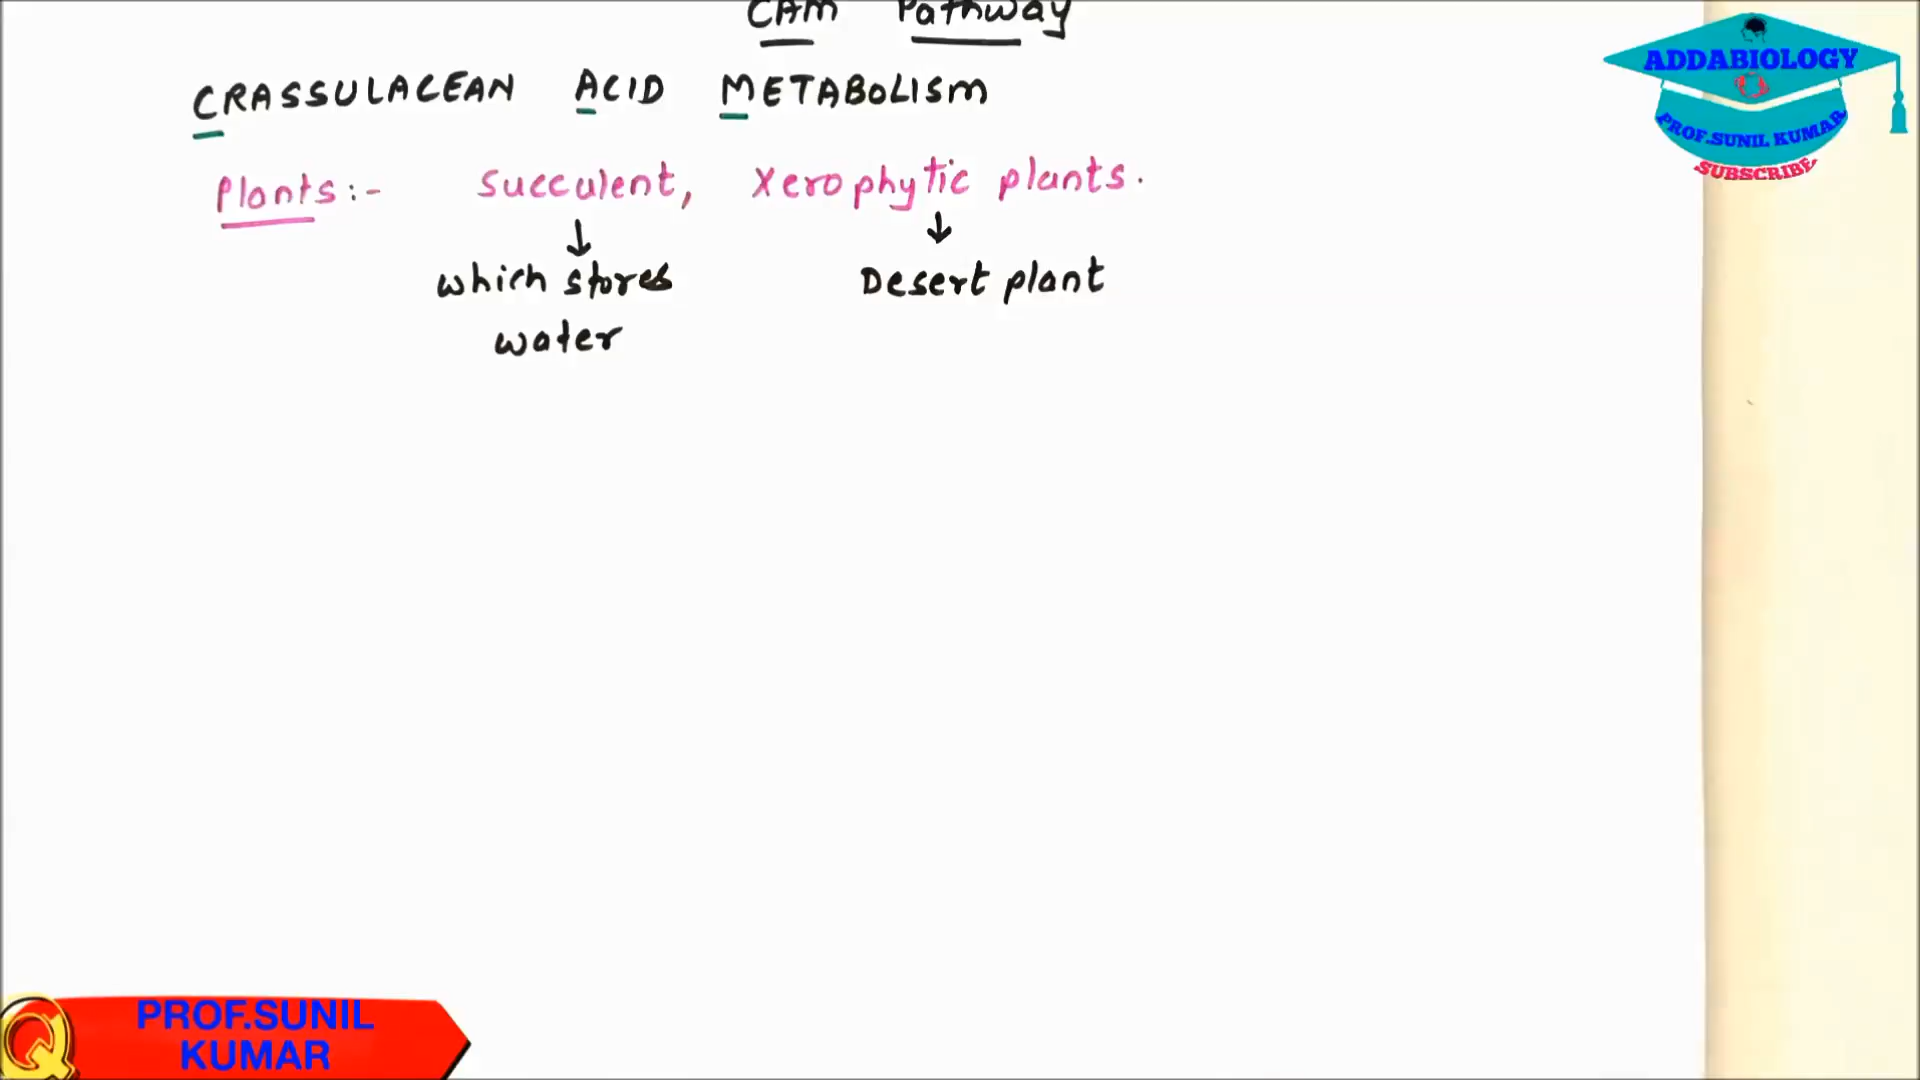 CAM Pathway
CRASSULACEAN ACID METABOLISM
Plants:- Succulent, Xerophytic plants.
↓ ↓
which stores Desert plant
water
ADDABIOLOGY
PROF.SUNIL KUMAR
SUBSCRIBE
PROF.SUNIL
KUMAR